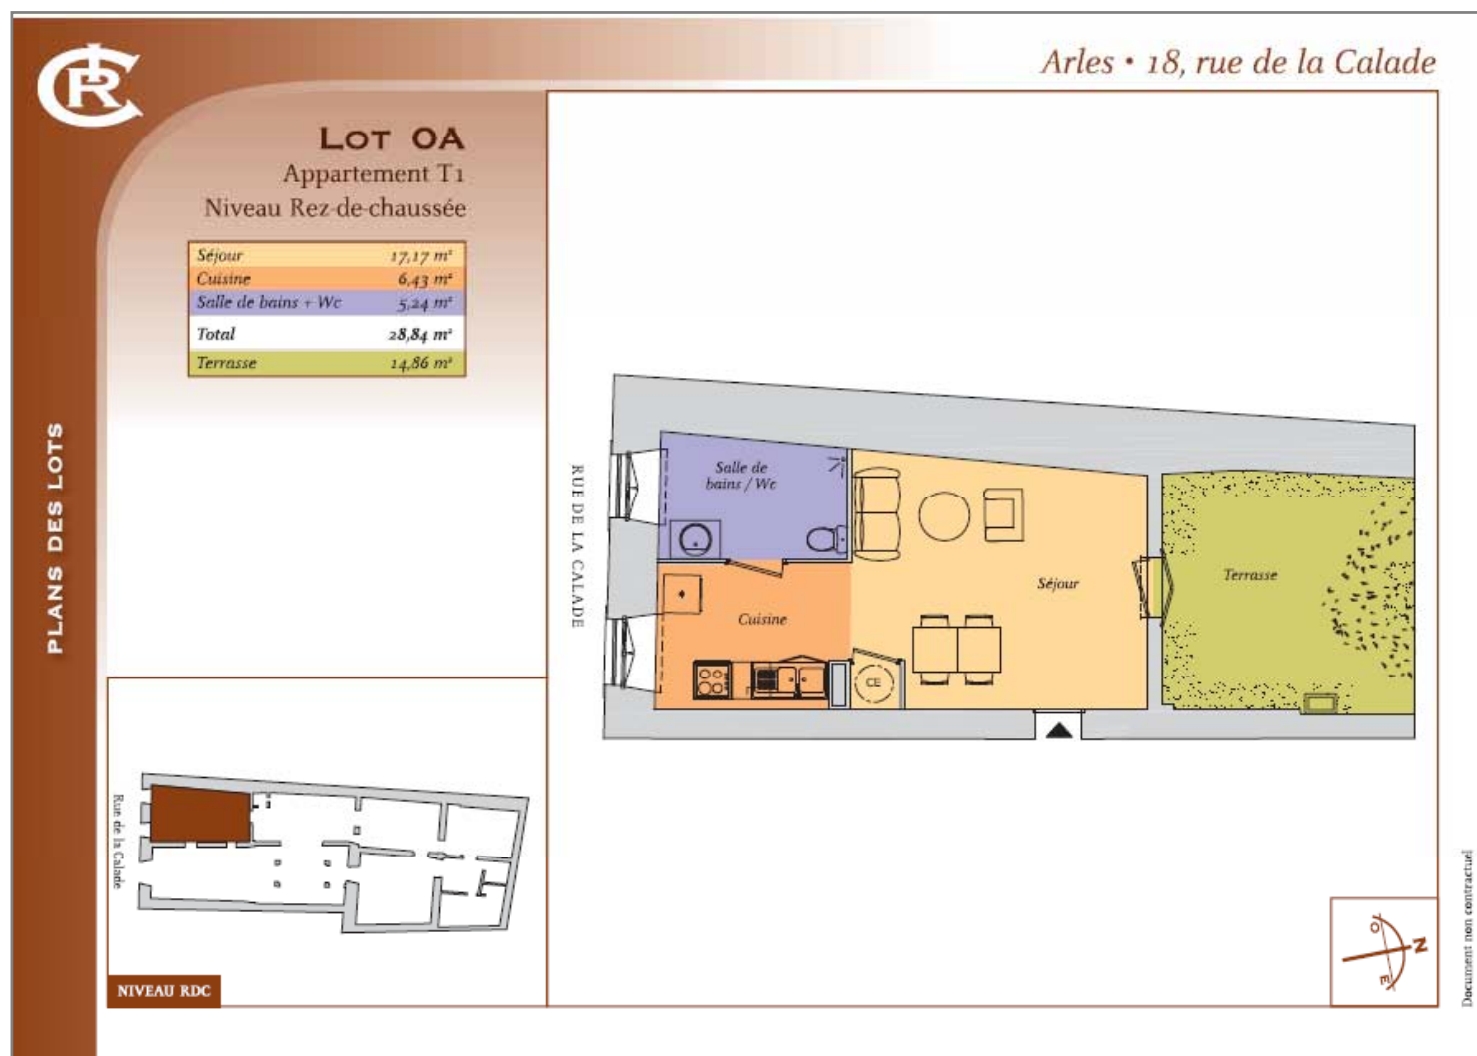 CRI
Arles • 18, rue de la Calade
LOT 0A
Appartement T1
Niveau Rez-de-chaussée
Séjour 17,17 m²
Cuisine 6,43 m²
Salle de bains + Wc 5,24 m²
Total 28,84 m²
Terrasse 14,86 m²
PLANS DES LOTS
RUE DE LA CALADE
Salle de
bains / Wc
Cuisine
Séjour
CE
Terrasse
Rue de la Calade
NIVEAU RDC
O
N
E
Document non contractuel